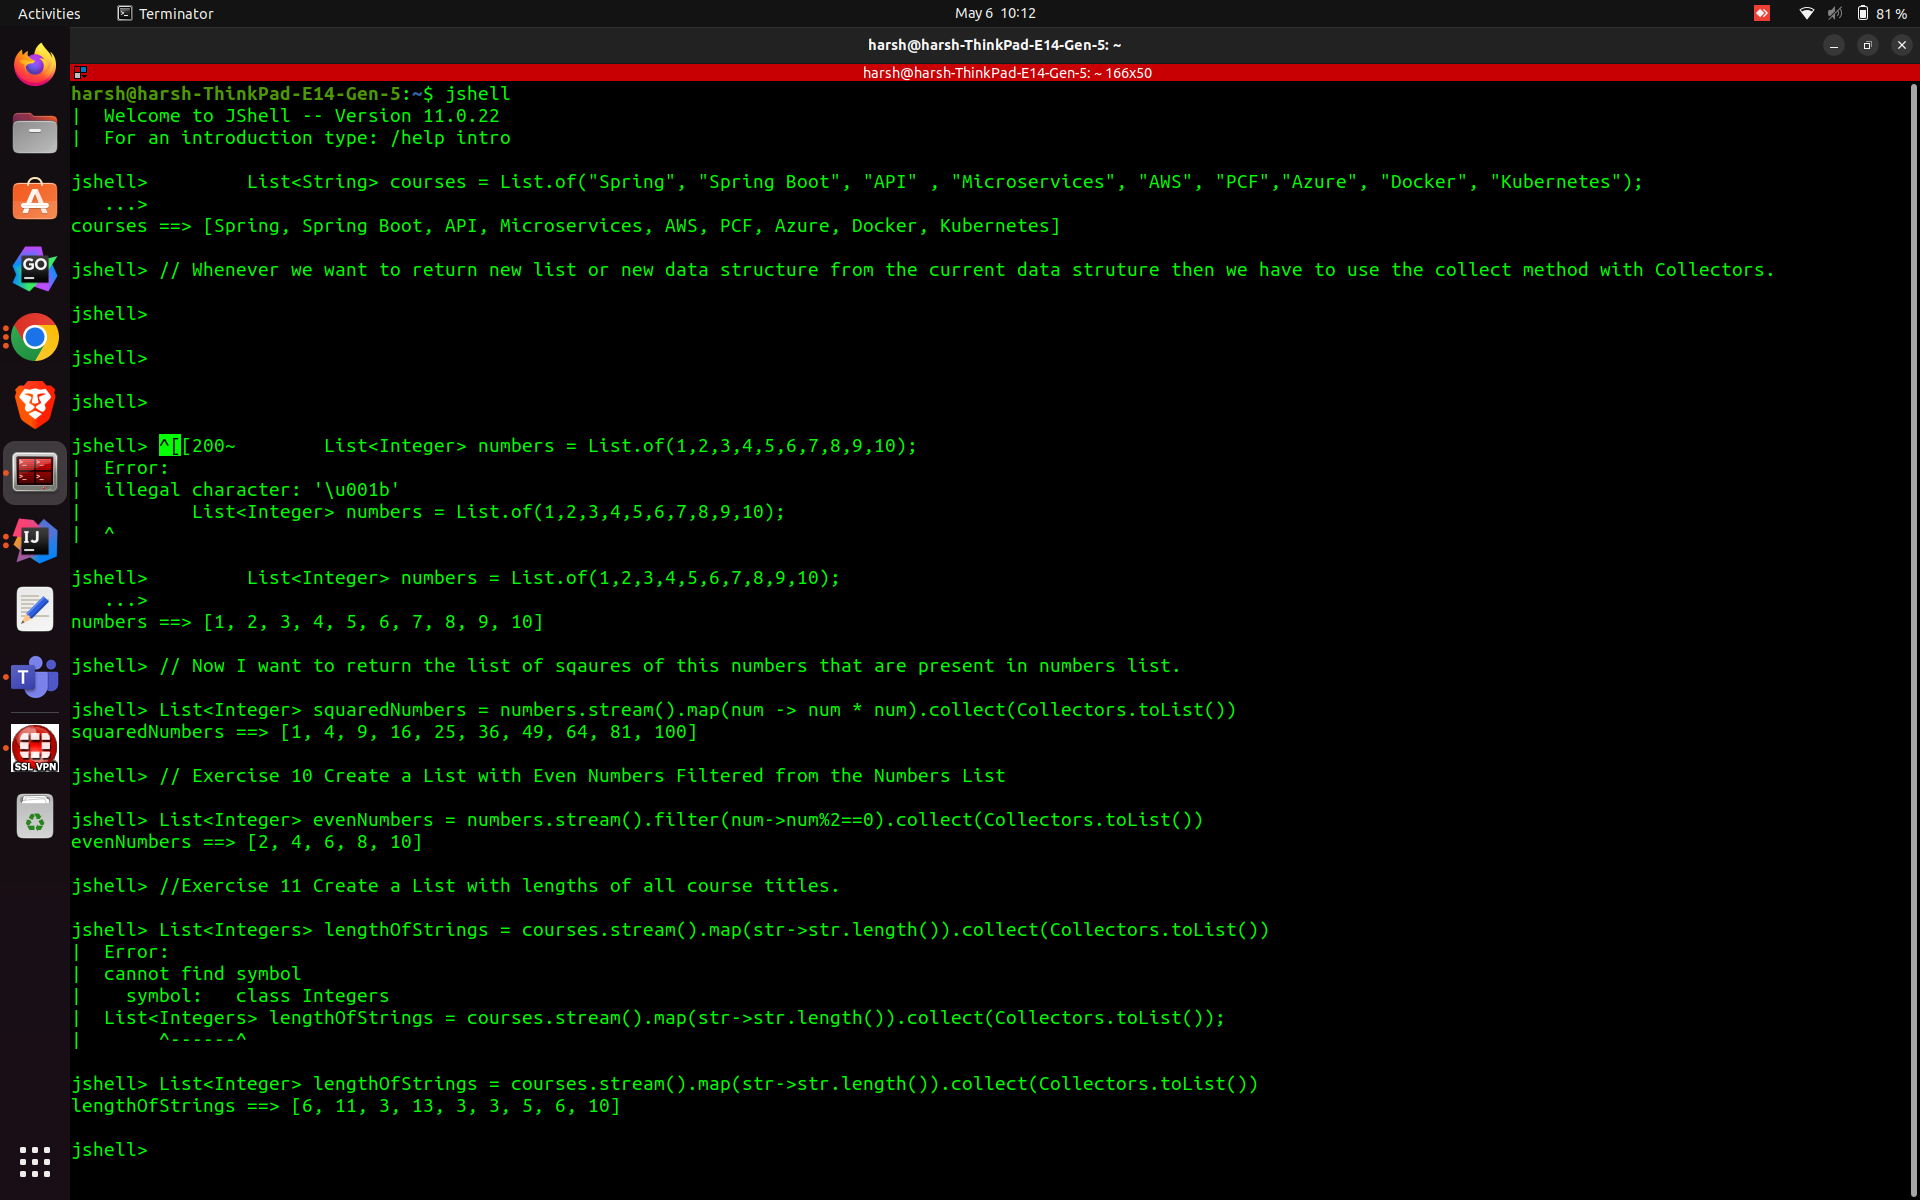 Activities
Terminator
May 6 10:12
81 %
harsh@harsh-ThinkPad-E14-Gen-5: ~
harsh@harsh-ThinkPad-E14-Gen-5: ~ 166x50
harsh@harsh-ThinkPad-E14-Gen-5:~$ jshell
|  Welcome to JShell -- Version 11.0.22
|  For an introduction type: /help intro
jshell>         List<String> courses = List.of("Spring", "Spring Boot", "API" , "Microservices", "AWS", "PCF","Azure", "Docker", "Kubernetes");
...>
courses ==> [Spring, Spring Boot, API, Microservices, AWS, PCF, Azure, Docker, Kubernetes]
jshell> // Whenever we want to return new list or new data structure from the current data struture then we have to use the collect method with Collectors.
jshell>
jshell>
jshell>
jshell> ^[[200~        List<Integer> numbers = List.of(1,2,3,4,5,6,7,8,9,10);
|  Error:
|  illegal character: '\u001b'
|          List<Integer> numbers = List.of(1,2,3,4,5,6,7,8,9,10);
|  ^
jshell>         List<Integer> numbers = List.of(1,2,3,4,5,6,7,8,9,10);
...>
numbers ==> [1, 2, 3, 4, 5, 6, 7, 8, 9, 10]
jshell> // Now I want to return the list of sqaures of this numbers that are present in numbers list.
jshell> List<Integer> squaredNumbers = numbers.stream().map(num -> num * num).collect(Collectors.toList())
squaredNumbers ==> [1, 4, 9, 16, 25, 36, 49, 64, 81, 100]
jshell> // Exercise 10 Create a List with Even Numbers Filtered from the Numbers List
jshell> List<Integer> evenNumbers = numbers.stream().filter(num->num%2==0).collect(Collectors.toList())
evenNumbers ==> [2, 4, 6, 8, 10]
jshell> //Exercise 11 Create a List with lengths of all course titles.
jshell> List<Integers> lengthOfStrings = courses.stream().map(str->str.length()).collect(Collectors.toList())
|  Error:
|  cannot find symbol
|    symbol:   class Integers
|  List<Integers> lengthOfStrings = courses.stream().map(str->str.length()).collect(Collectors.toList());
|       ^------^
jshell> List<Integer> lengthOfStrings = courses.stream().map(str->str.length()).collect(Collectors.toList())
lengthOfStrings ==> [6, 11, 3, 13, 3, 3, 5, 6, 10]
jshell>
GO
IJ
T
SSL VPN